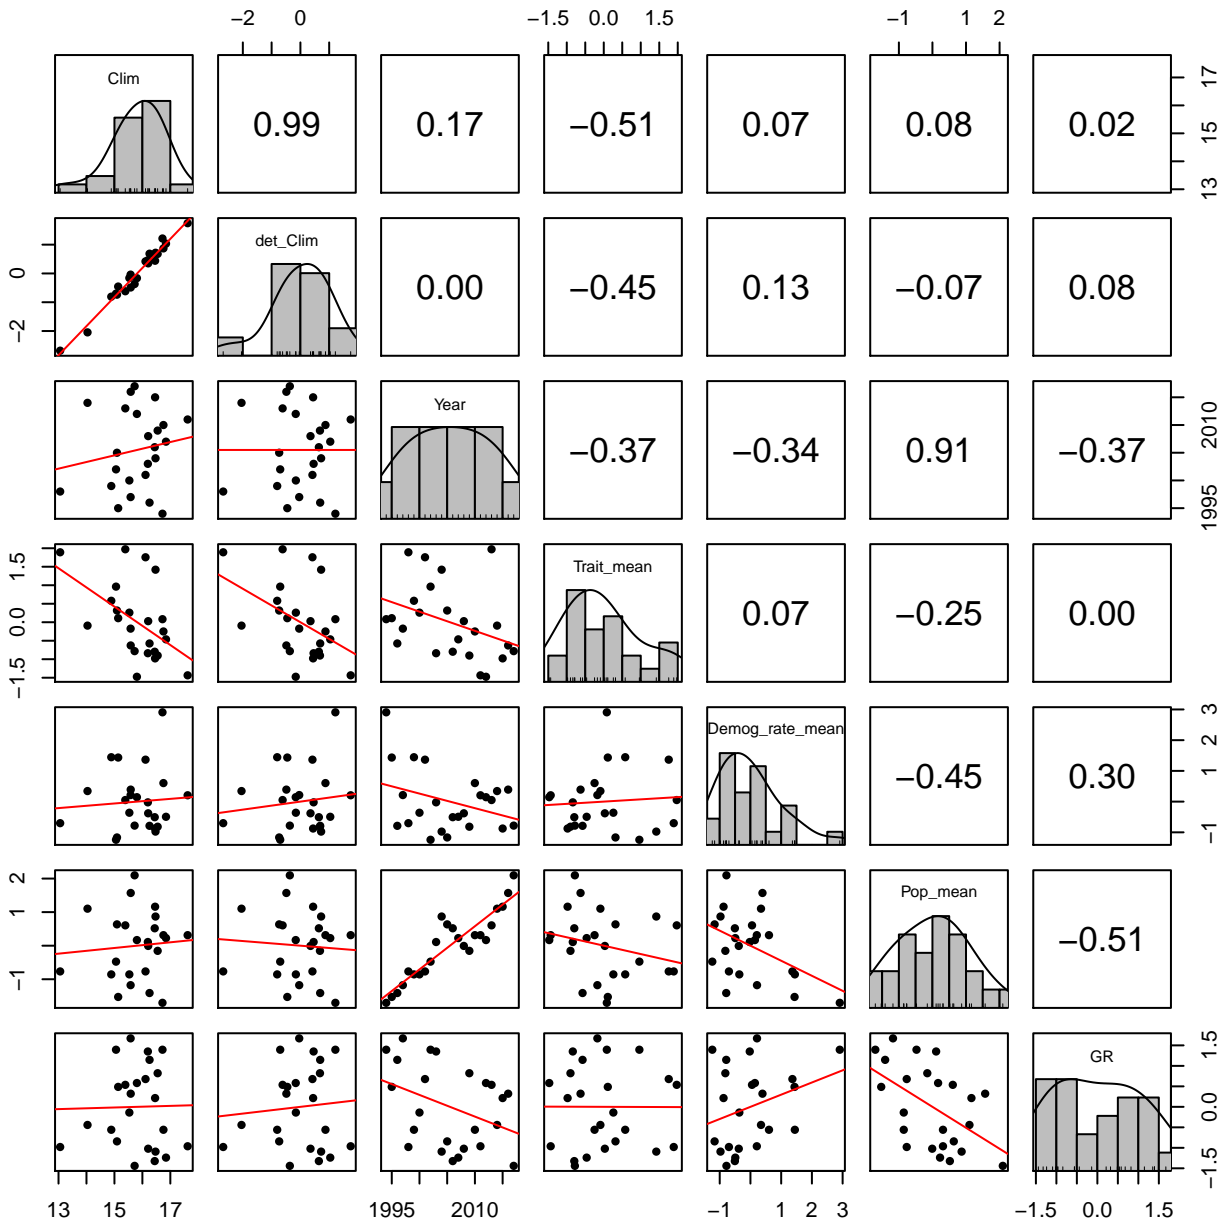 −2 0 −1.5 0.0 1.5 −1 1 2
Clim 0.99 0.17 −0.51 0.07 0.08 0.02 13 15 17
−2 0 det_Clim 0.00 −0.45 0.13 −0.07 0.08
Year −0.37 −0.34 0.91 −0.37 1995 2010
−1.5 0.0 1.5 Trait_mean 0.07 −0.25 0.00
Demog_rate_mean −0.45 0.30 −1 1 2 3
−1 1 2 Pop_mean −0.51
GR −1.5 0.0 1.5
13 15 17 1995 2010 −1 1 2 3 −1.5 0.0 1.5